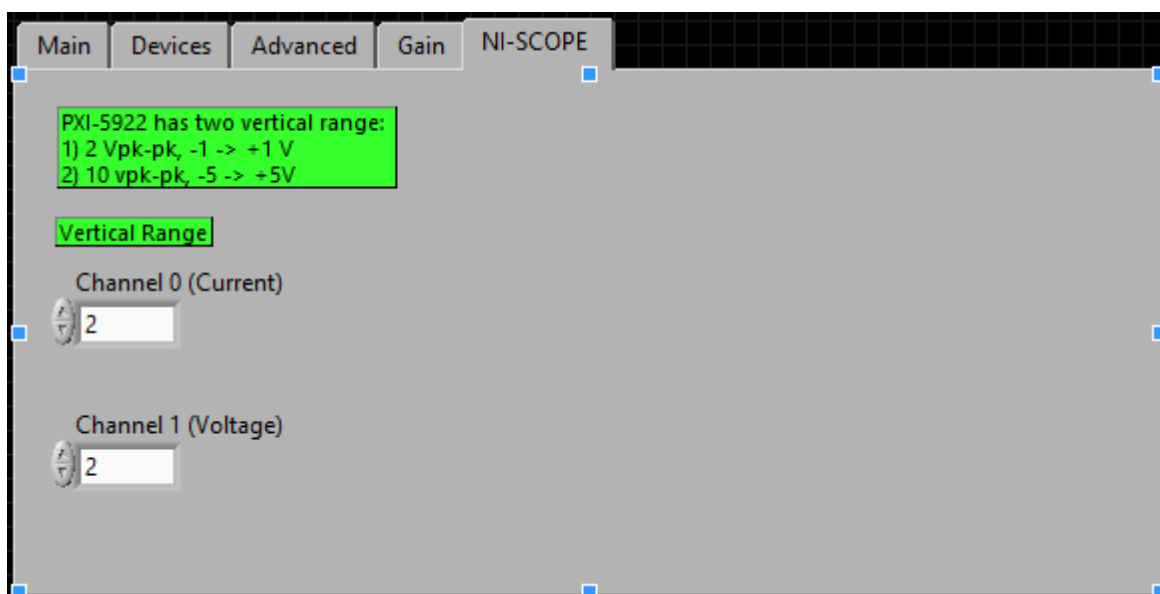 Main Devices Advanced Gain NI-SCOPE
PXI-5922 has two vertical range:
1) 2 Vpk-pk, -1 -> +1 V
2) 10 vpk-pk, -5 -> +5V
Vertical Range
Channel 0 (Current)
2
Channel 1 (Voltage)
2